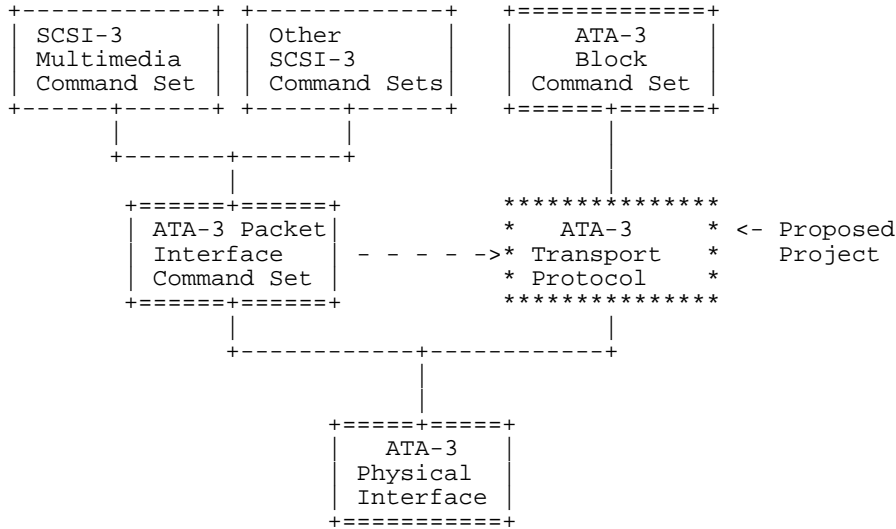 SCSI-3
Multimedia
Command Set
Other
SCSI-3
Command Sets
ATA-3
Block
Command Set
ATA-3 Packet
Interface
Command Set
ATA-3
Transport
Protocol
<- Proposed
Project
ATA-3
Physical
Interface